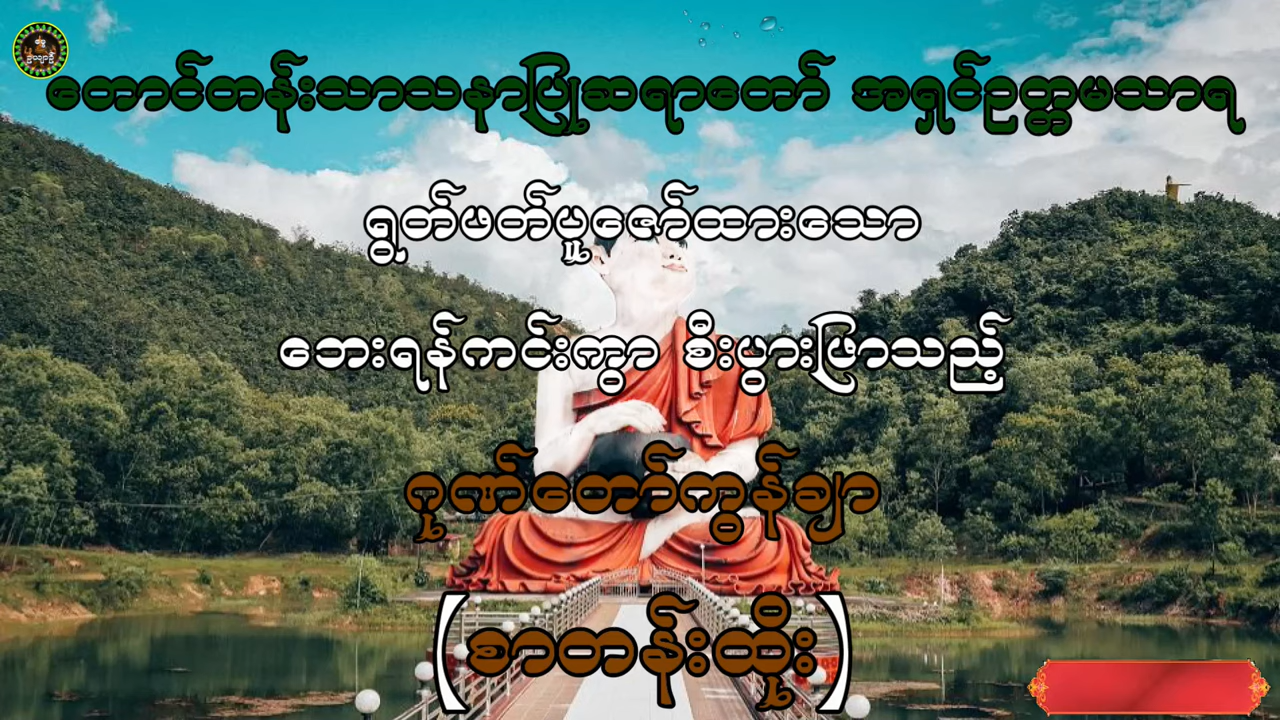 တောင်တန်းသာသနာပြုဆရာတော် အရှင်ဥတ္တမသာရ
ရွတ်ဖတ်ပူဇော်ထားသော
ဘေးရန်ကင်းကွာ စီးပွားဖြာသည့်
ဂုဏ်တော်ကွန်ချာ
(စာတန်းထိုး)